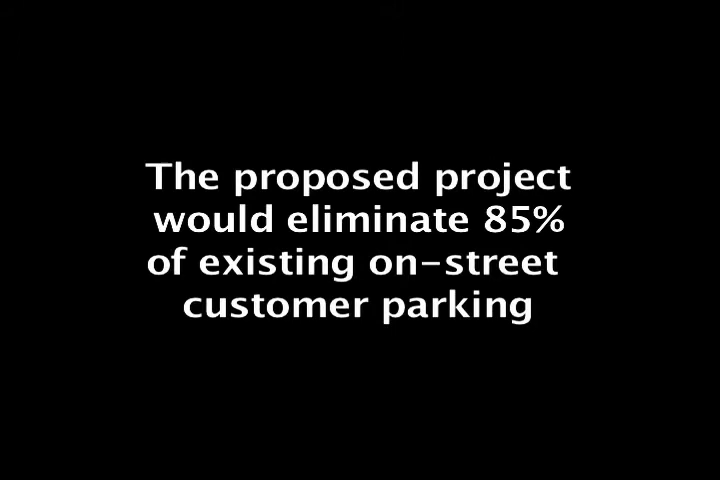 The proposed project
would eliminate 85%
of existing on-street
customer parking